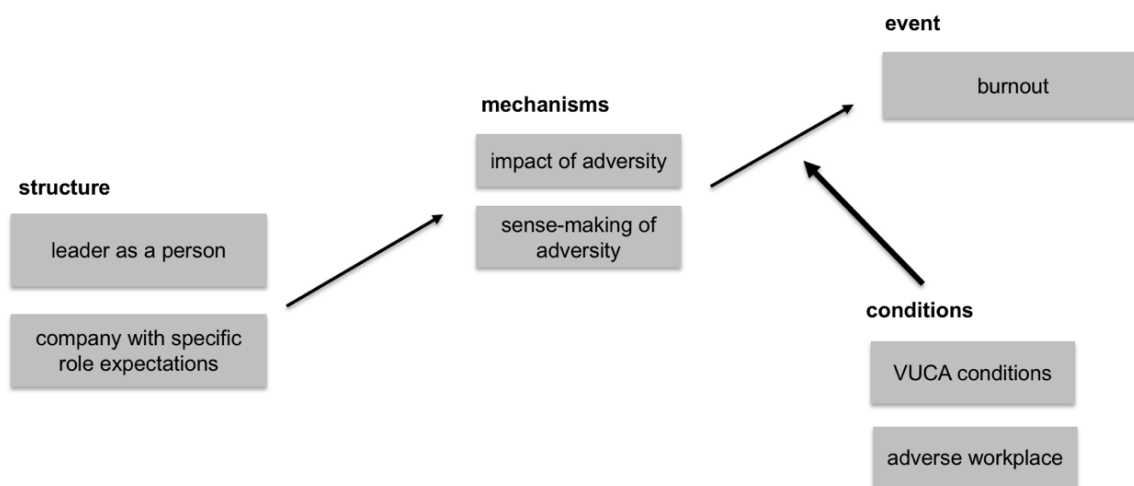 event
burnout
mechanisms
impact of adversity
sense-making of
adversity
structure
leader as a person
company with specific
role expectations
conditions
VUCA conditions
adverse workplace